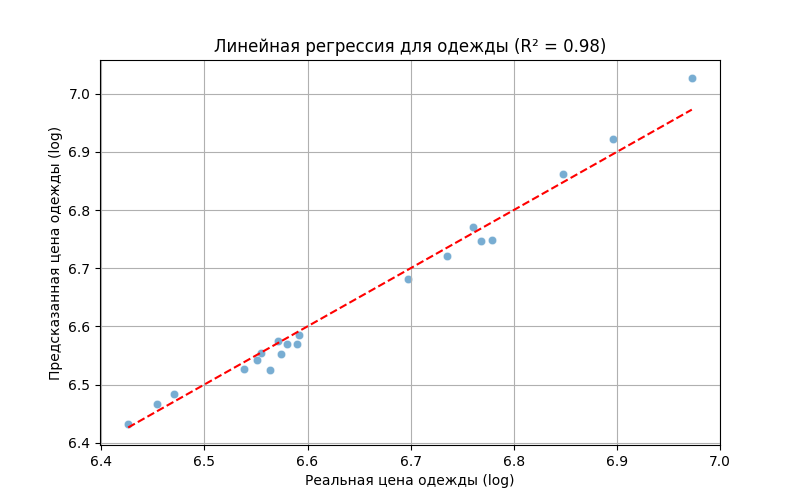 Линейная регрессия для одежды (R² = 0.98)
Предсказанная цена одежды (log)
7.0
6.9
6.8
6.7
6.6
6.5
6.4
6.4 6.5 6.6 6.7 6.8 6.9 7.0
Реальная цена одежды (log)